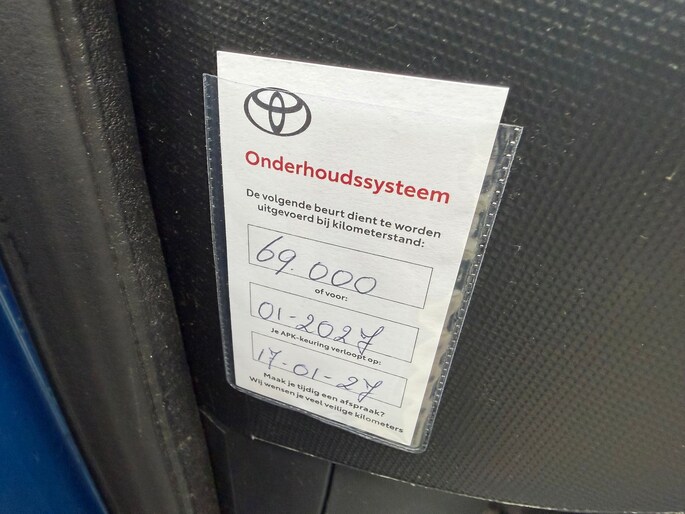 Onderhoudssysteem
De volgende beurt dient te worden
uitgevoerd bij kilometerstand:
69.000
of voor:
01-2027
Je APK-keuring verloopt op:
17-01-27
Maak je tijdig een afspraak?
Wij wensen je veel veilige kilometers